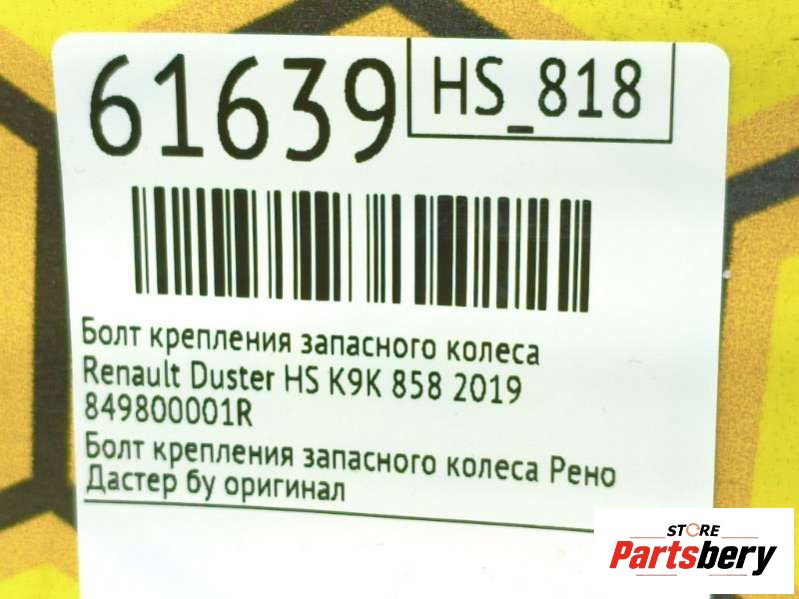 61639
HS_818
Болт крепления запасного колеса
Renault Duster HS K9K 858 2019
849800001R
Болт крепления запасного колеса Рено
Дастер бу оригинал
STORE
Partsbery